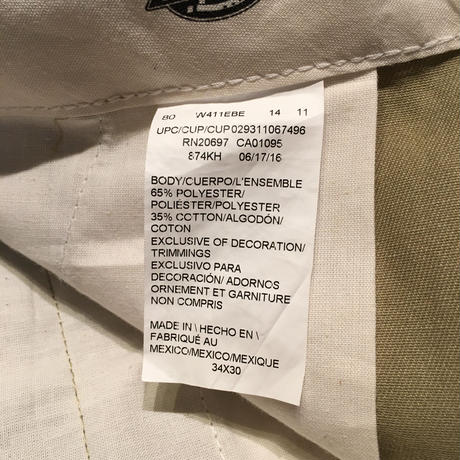 80 W411EBE 14 11
UPC/CUP/CUP029311067496
RN20697 CA01095
874KH 06/17/16
BODY/CUERPO/L'ENSEMBLE
65% POLYESTER/
POLIÉSTER/POLYESTER
35% COTTON/ALGODÓN/
COTON
EXCLUSIVE OF DECORATION/
TRIMMINGS
EXCLUSIVO PARA
DECORACIÓN/ ADORNOS
ORNEMENT ET GARNITURE
NON COMPRIS
MADE IN \ HECHO EN \
FABRIQUÉ AU
MEXICO/MEXICO/MEXIQUE
34X30